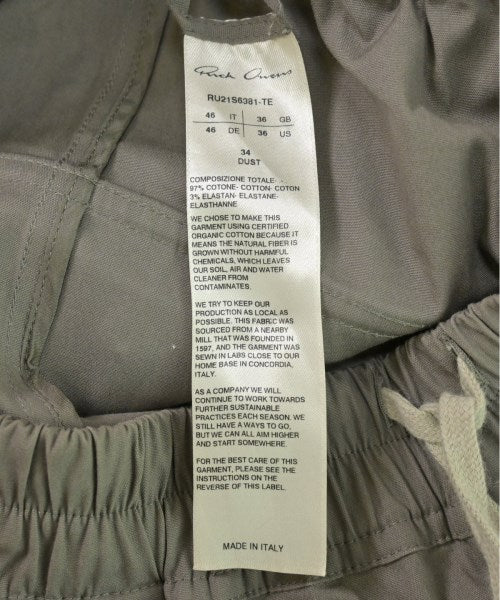 Rick Owens
RU21S6381-TE
46 IT 36 GB
46 DE 36 US
34
DUST
COMPOSIZIONE TOTALE-
97% COTONE- COTTON- COTON
3% ELASTAN- ELASTANE-
ELASTHANNE
WE CHOSE TO MAKE THIS
GARMENT USING CERTIFIED
ORGANIC COTTON BECAUSE IT
MEANS THE NATURAL FIBER IS
GROWN WITHOUT HARMFUL
CHEMICALS, WHICH LEAVES
OUR SOIL, AIR AND WATER
CLEANER FROM
CONTAMINATES.
WE TRY TO KEEP OUR
PRODUCTION AS LOCAL AS
POSSIBLE. THIS FABRIC WAS
SOURCED FROM A NEARBY
MILL THAT WAS FOUNDED IN
1597, AND THE GARMENT WAS
SEWN IN LABS CLOSE TO OUR
HOME BASE IN CONCORDIA,
ITALY.
AS A COMPANY WE WILL
CONTINUE TO WORK TOWARDS
FURTHER SUSTAINABLE
PRACTICES EACH SEASON. WE
STILL HAVE A WAYS TO GO,
BUT WE CAN ALL AIM HIGHER
AND START SOMEWHERE.
FOR THE BEST CARE OF THIS
GARMENT, PLEASE SEE THE
INSTRUCTIONS ON THE
REVERSE OF THIS LABEL.
MADE IN ITALY